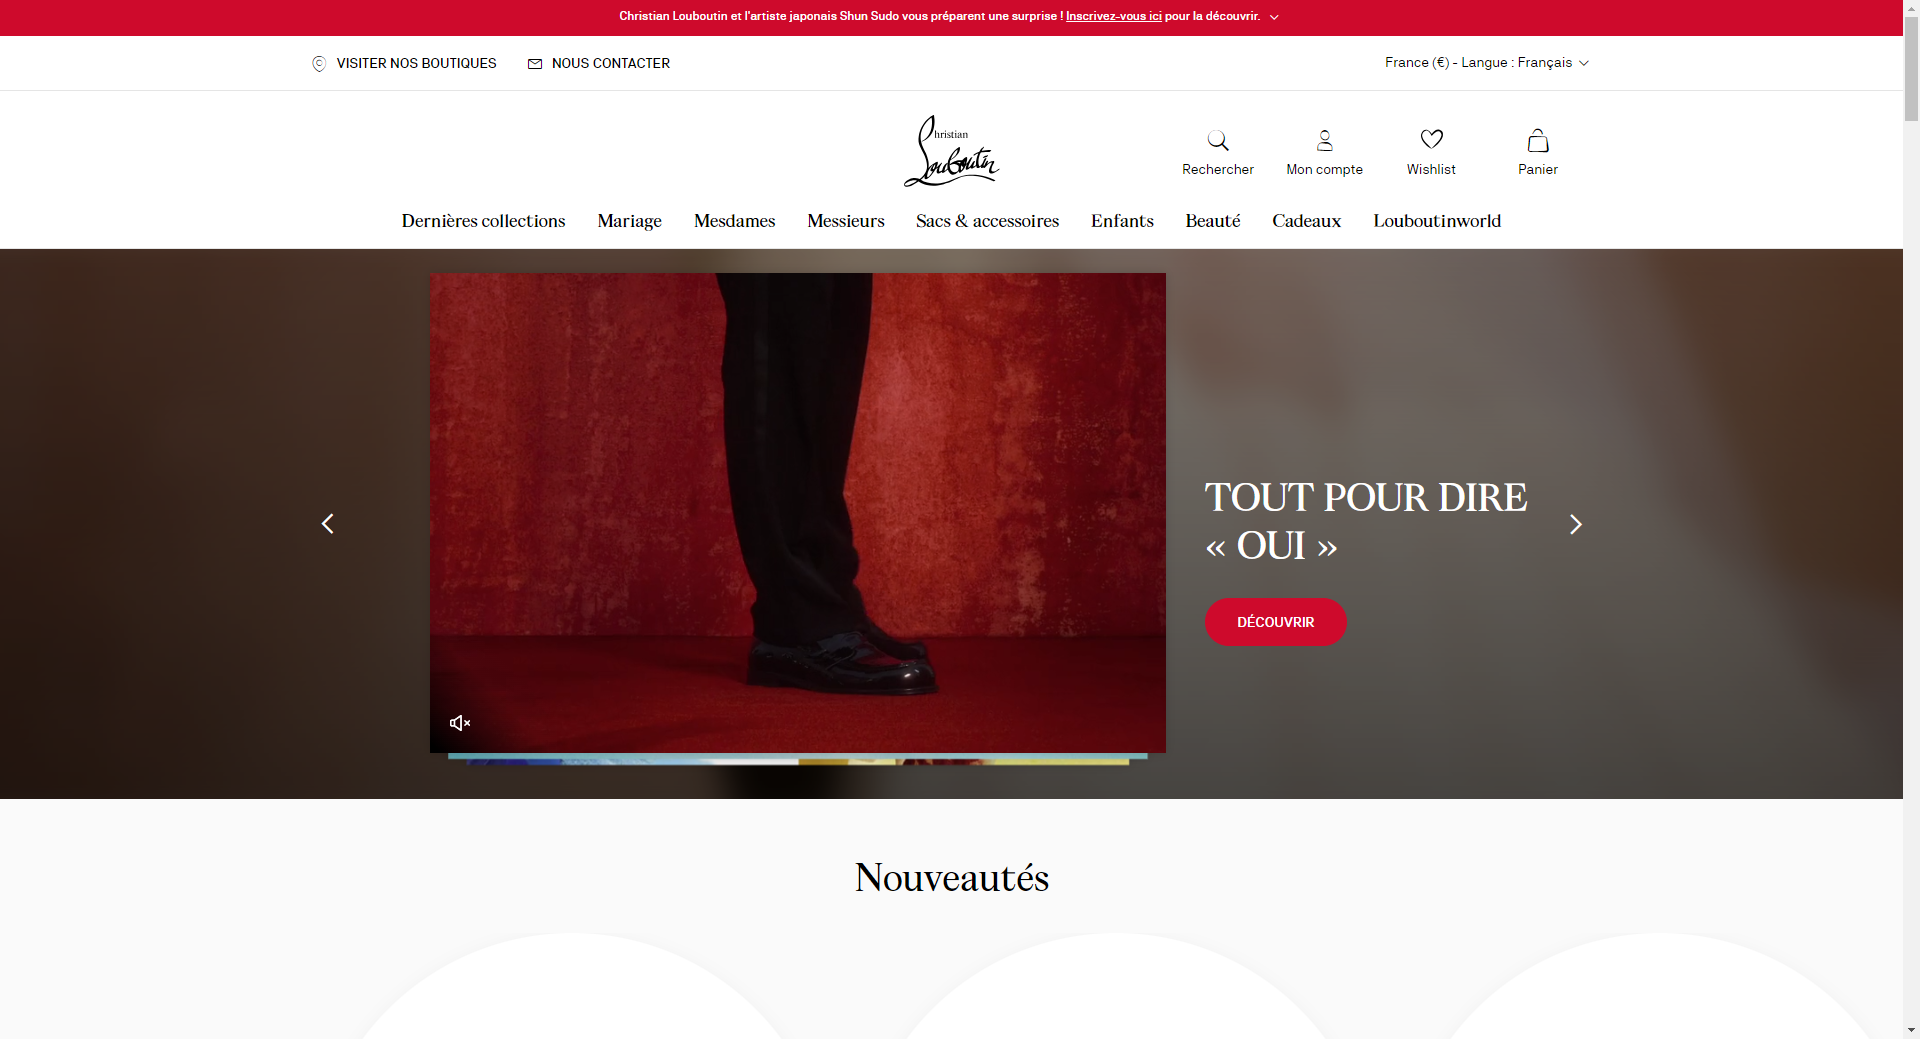 Christian Louboutin et l'artiste japonais Shun Sudo vous préparent une surprise ! Inscrivez-vous ici pour la découvrir.
VISITER NOS BOUTIQUES
NOUS CONTACTER
France (€) - Langue : Français
Christian
Louboutin
Rechercher
Mon compte
Wishlist
Panier
Dernières collections
Mariage
Mesdames
Messieurs
Sacs & accessoires
Enfants
Beauté
Cadeaux
Louboutinworld
TOUT POUR DIRE
« OUI »
DÉCOUVRIR
Nouveautés